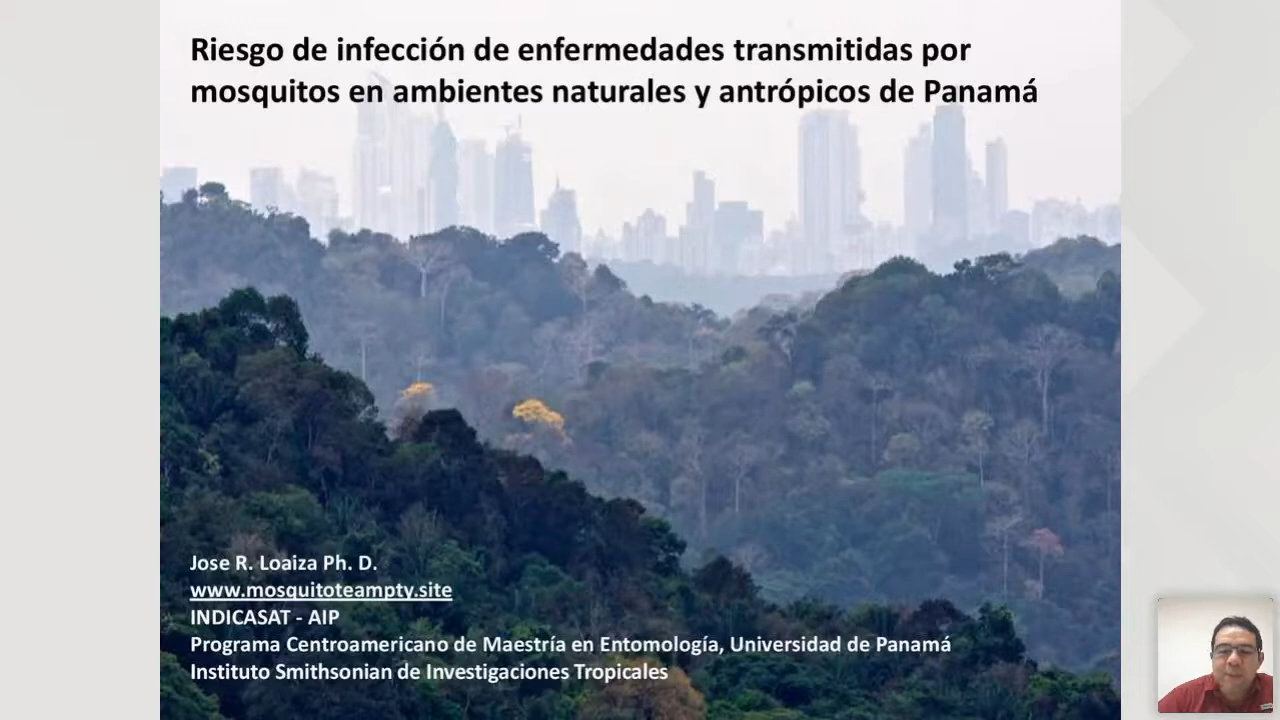 Riesgo de infección de enfermedades transmitidas por
mosquitos en ambientes naturales y antrópicos de Panamá
Jose R. Loaiza Ph. D.
www.mosquitoteampty.site
INDICASAT - AIP
Programa Centroamericano de Maestría en Entomología, Universidad de Panamá
Instituto Smithsonian de Investigaciones Tropicales